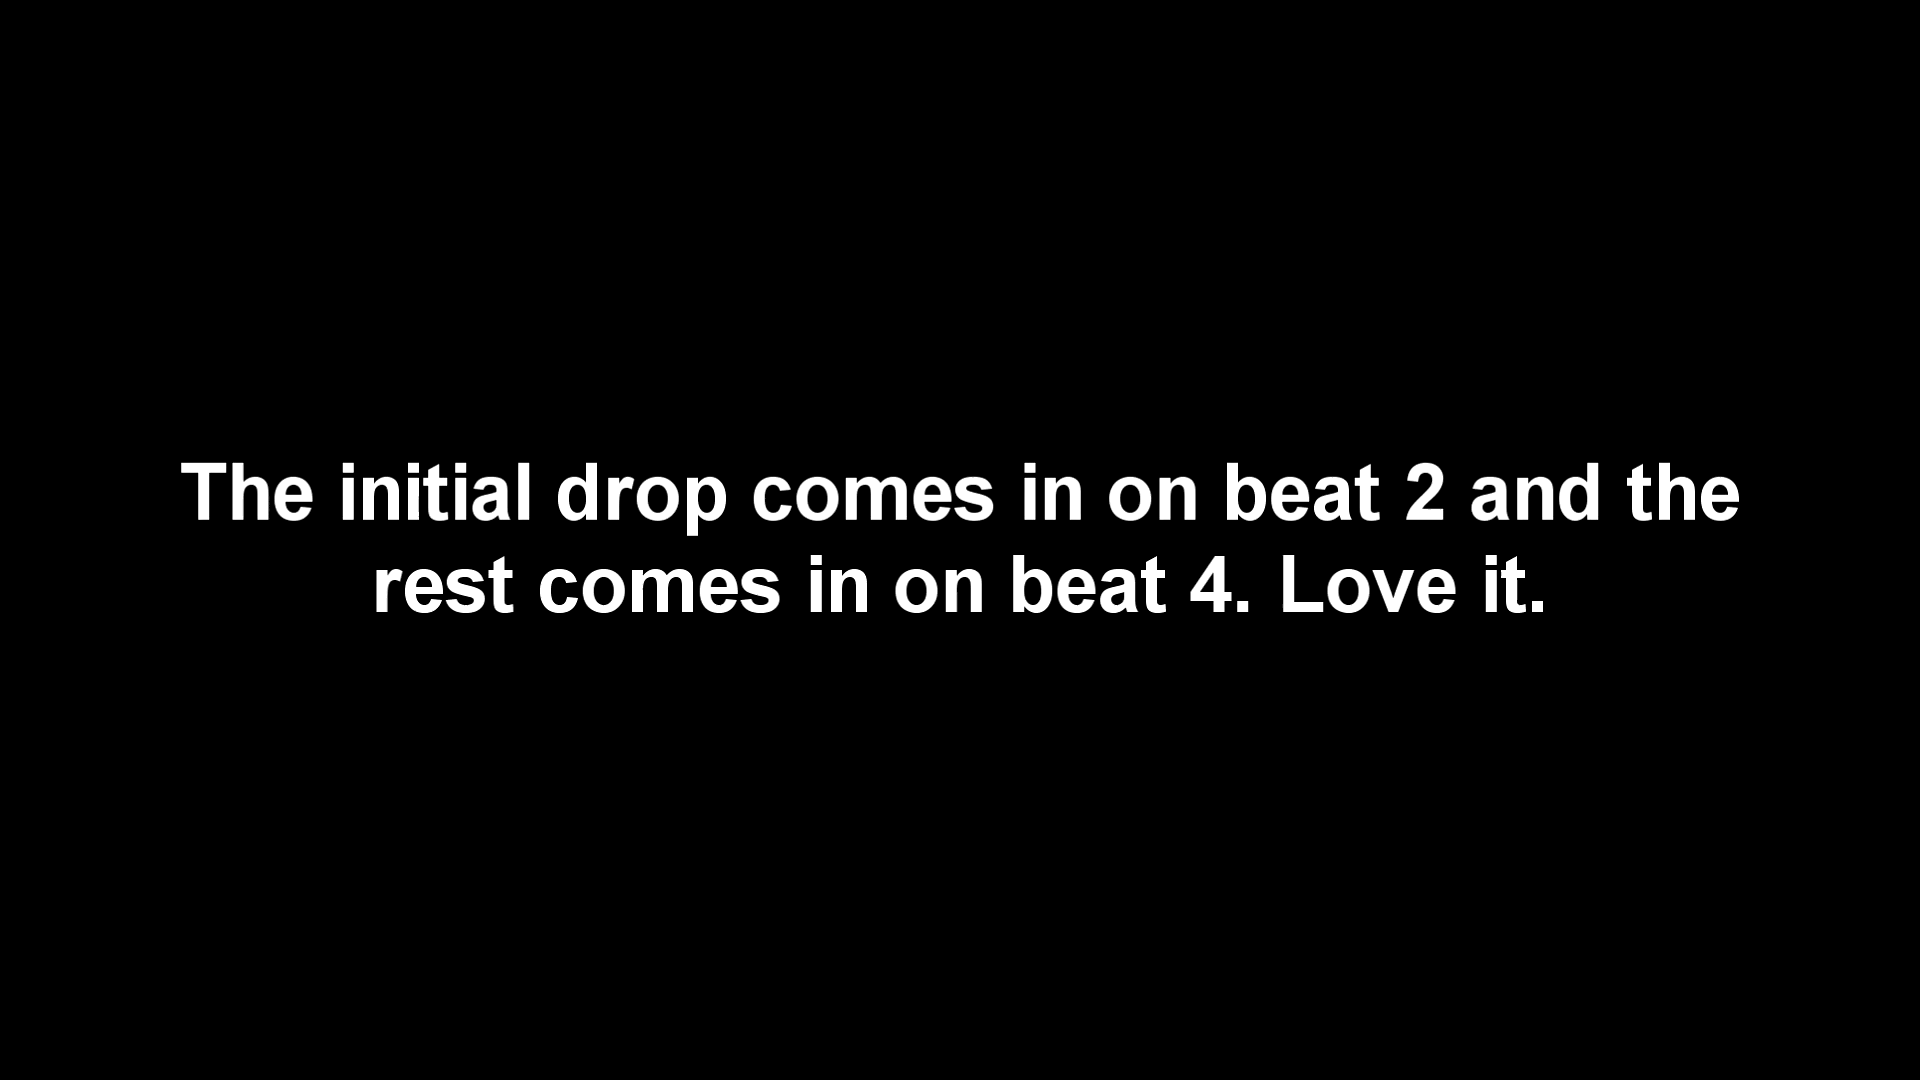 The initial drop comes in on beat 2 and the
rest comes in on beat 4. Love it.